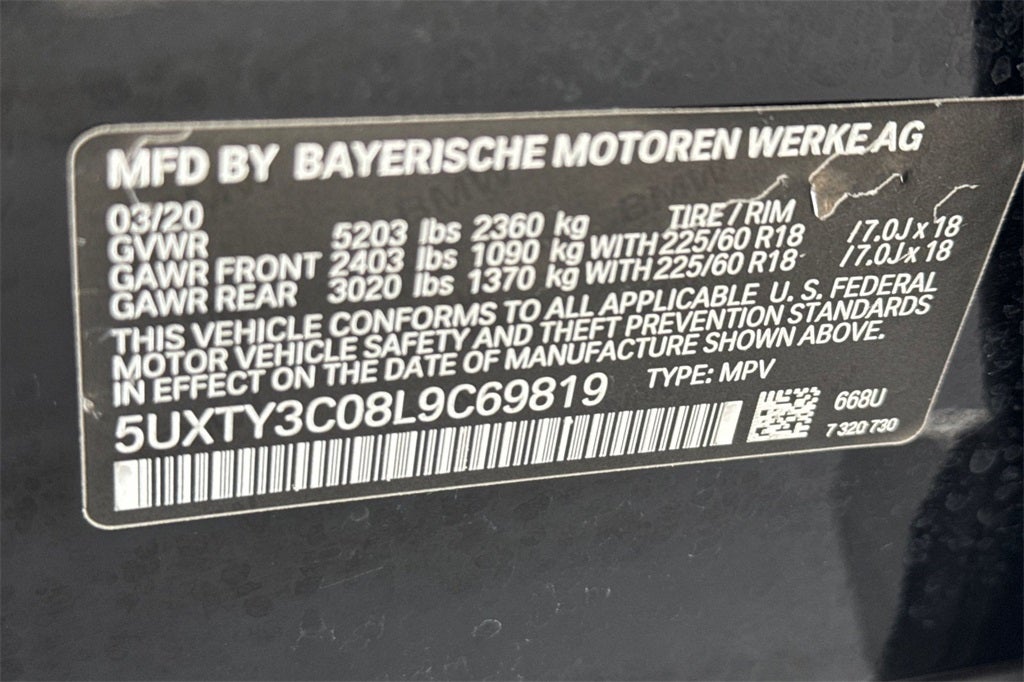 MFD BY BAYERISCHE MOTOREN WERKE AG
03/20 TIRE / RIM
GVWR 5203 lbs 2360 kg
GAWR FRONT 2403 lbs 1090 kg WITH 225/60 R18 / 7.0J x 18
GAWR REAR 3020 lbs 1370 kg WITH 225/60 R18 / 7.0J x 18
THIS VEHICLE CONFORMS TO ALL APPLICABLE U. S. FEDERAL
MOTOR VEHICLE SAFETY AND THEFT PREVENTION STANDARDS
IN EFFECT ON THE DATE OF MANUFACTURE SHOWN ABOVE.
5UXTY3C08L9C69819 TYPE: MPV
668U
7 320 730